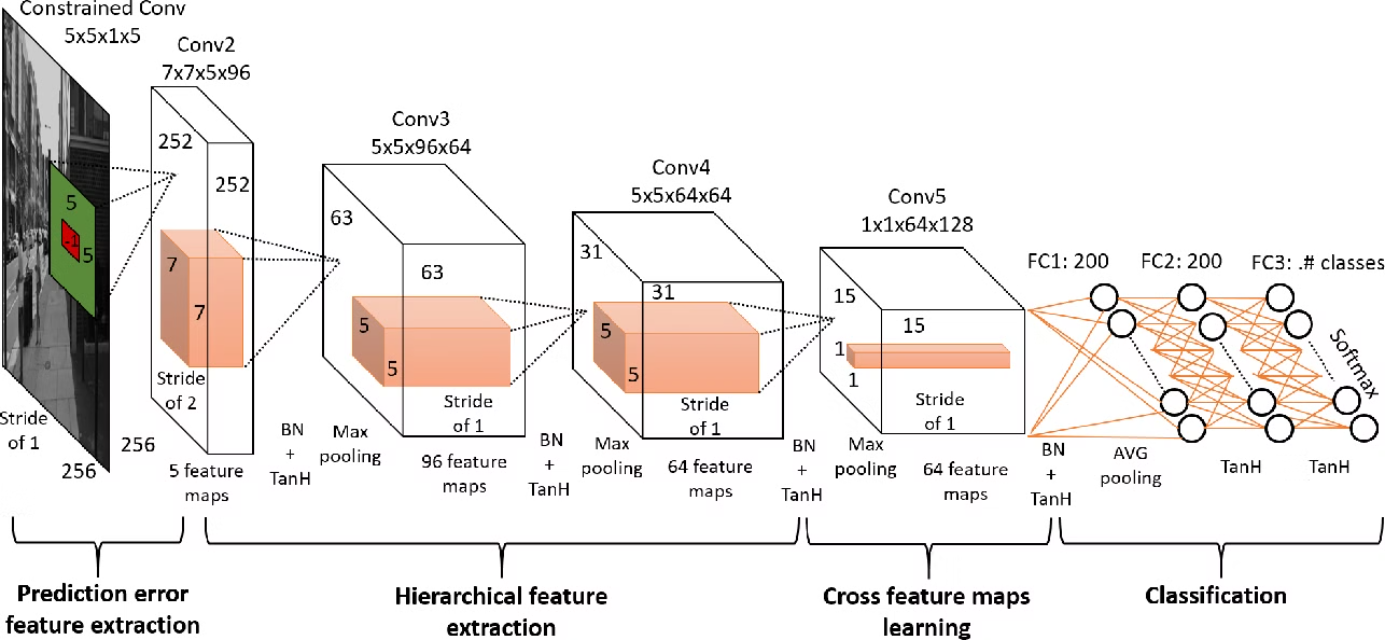 Constrained Conv
5x5x1x5
5
-1
5
Stride
of 1
256
256
Conv2
7x7x5x96
252
252
7
7
Stride
of 2
5 feature
maps
BN
+
TanH
Max
pooling
Conv3
5x5x96x64
63
63
5
5
Stride
of 1
96 feature
maps
BN
+
TanH
Max
pooling
Conv4
5x5x64x64
31
31
5
5
Stride
of 1
64 feature
maps
BN
+
TanH
Max
pooling
Conv5
1x1x64x128
15
15
1
1
Stride
of 1
64 feature
maps
BN
+
TanH
AVG
pooling
FC1: 200
FC2: 200
FC3: .# classes
Softmax
TanH
TanH
Prediction error
feature extraction
Hierarchical feature
extraction
Cross feature maps
learning
Classification